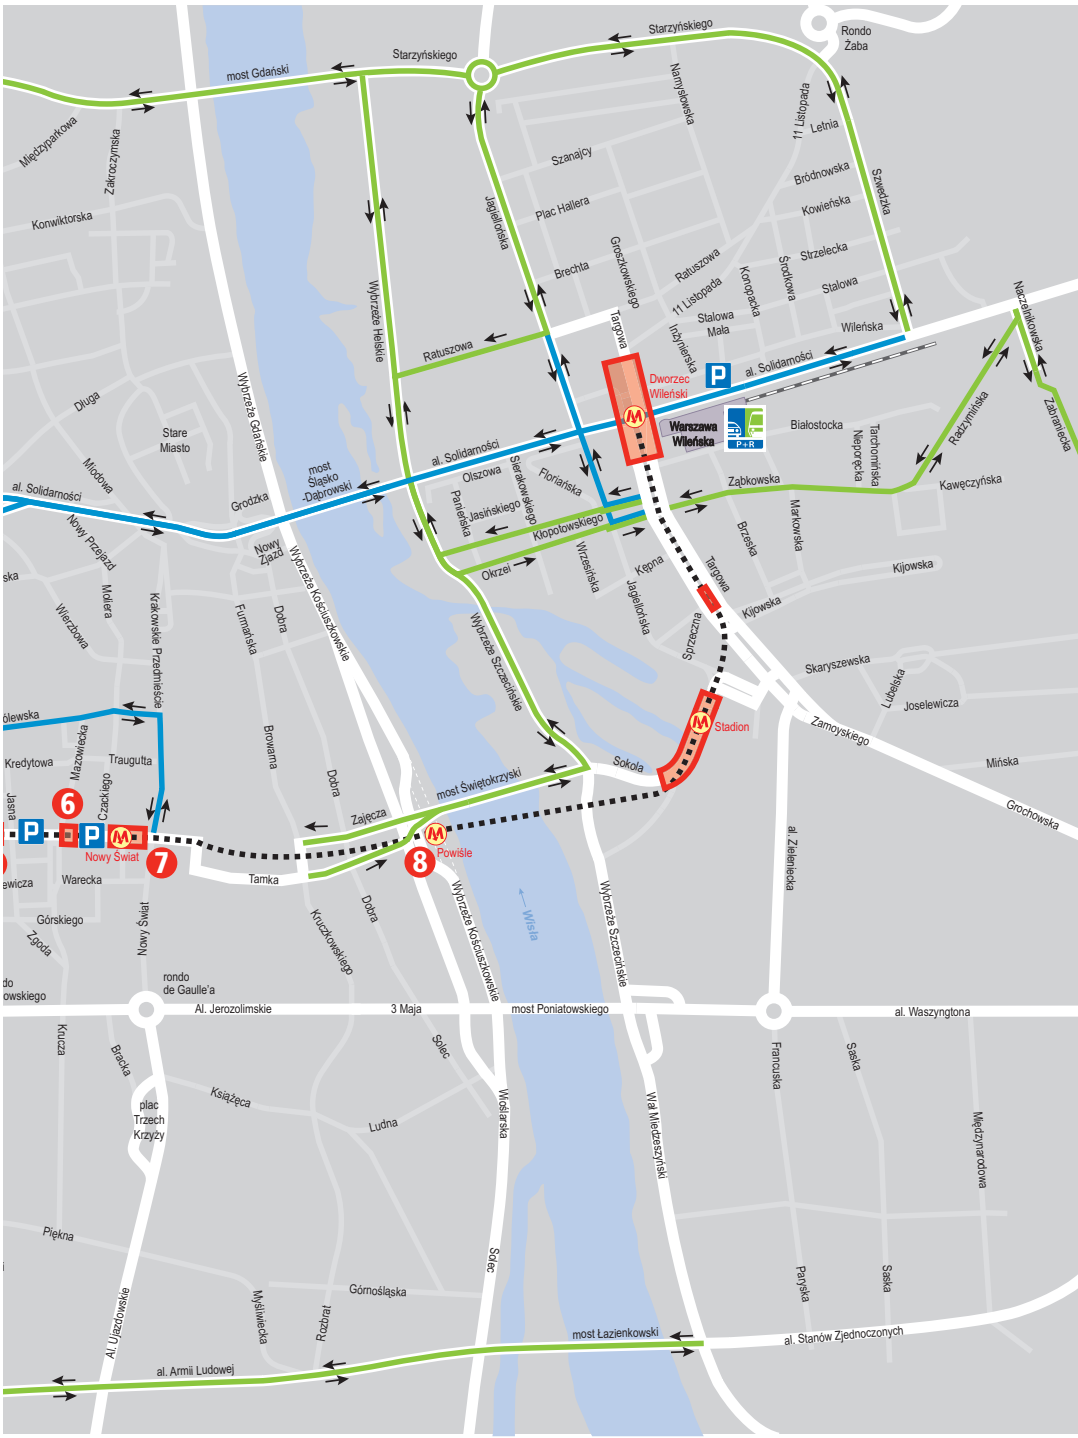 Starzyńskiego
Rondo
Żaba
Starzyńskiego
most Gdański
Namysłowska
11 Listopada
Letnia
Międzyparkowa
Zakroczymska
Szanajcy
Bródnowska
Szwedzka
Konwiktorska
Jagiellońska
Plac Hallera
Kowieńska
Groszkowskiego
Ratuszowa
Strzelecka
Brechta
Konopacka
Środkowa
11 Listopada
Stalowa
Wybrzeże Helskie
Targowa
Stalowa
Mała
Inżynierska
Wileńska
Naczelnikowska
Ratuszowa
P
al. Solidarności
Dworzec
Wileński
M
Wybrzeże Gdańskie
Długa
Stare
Miasto
Warszawa
Wileńska
P+R
Białostocka
Nieporęcka
Tarchomińska
Radzymińska
Zabraniecka
al. Solidarności
most
Śląsko
-Dąbrowski
Olszowa
Sierakowskiego
Floriańska
Miodowa
al. Solidarności
Grodzka
Panieńska
Jasińskiego
Ząbkowska
Kawęczyńska
Nowy Przejazd
Nowy
Zjazd
Kłopotowskiego
Brzeska
Markowska
Wybrzeże Kościuszkowskie
Okrzei
Wrzesińska
Kępna
Targowa
Kijowska
ska
Moliera
Wierzbowa
Krakowskie Przedmieście
Furmańska
Dobra
Jagiellońska
Kijowska
Wybrzeże Szczecińskie
Sprzeczna
Skaryszewska
Lubelska
Joselewicza
ólewska
M
Stadion
Zamoyskiego
Mazowiecka
Traugutta
Browarna
Kredytowa
Czackiego
Dobra
most Świętokrzyski
Sokola
Mińska
Jasna
6
Zajęcza
Grochowska
P
P
M
Nowy Świat
7
8
M
Powiśle
al. Zieleniecka
ewicza
Warecka
Tamka
Wybrzeże Kościuszkowskie
Wybrzeże Szczecińskie
Górskiego
Zgoda
Nowy Świat
Kruczkowskiego
Dobra
Wisła
rondo
de Gaulle'a
do
owskiego
Al. Jerozolimskie
3 Maja
most Poniatowskiego
al. Waszyngtona
Krucza
Bracka
Solec
Francuska
Saska
Książęca
plac
Trzech
Krzyży
Ludna
Wioślarska
Wał Miedzeszyński
Międzynarodowa
Piękna
Solec
Myśliwiecka
Górnośląska
Rozbrat
Paryska
Saska
Al. Ujazdowskie
most Łazienkowski
al. Stanów Zjednoczonych
al. Armii Ludowej